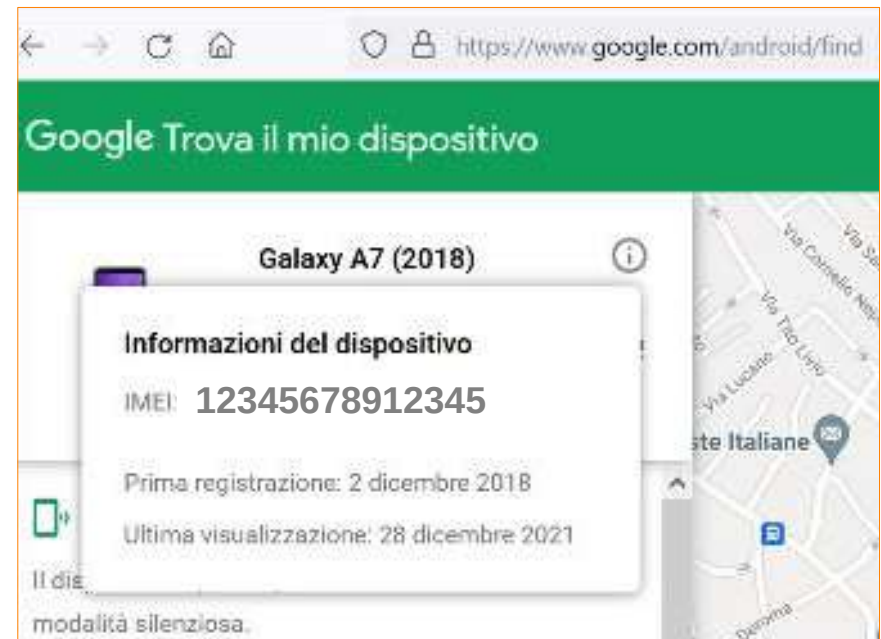 https://www.google.com/android/find
Google Trova il mio dispositivo
Galaxy A7 (2018)
Informazioni del dispositivo
IMEI: 12345678912345
Prima registrazione: 2 dicembre 2018
Ultima visualizzazione: 28 dicembre 2021
Il dis
modalità silenziosa.
Via Cornelio
Via Tito Livio
Via Lucano
ste Italiane